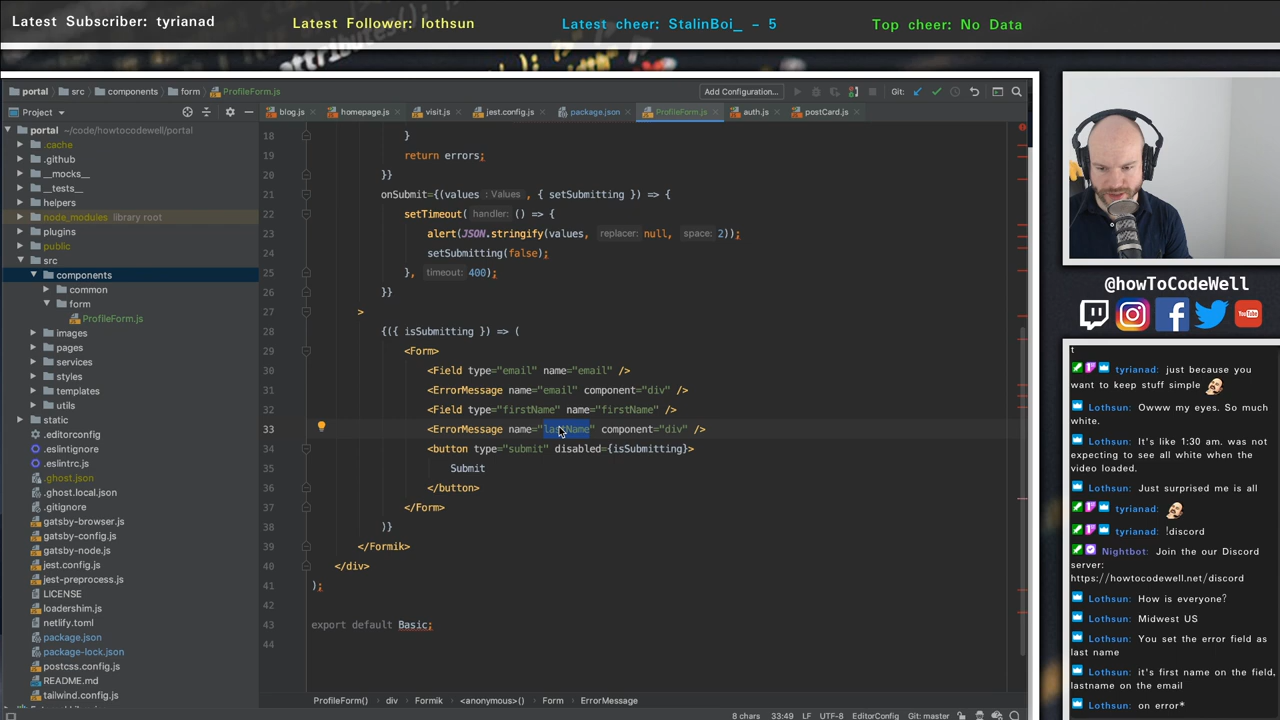 Latest Subscriber: tyrianad
Latest Follower: lothsun
Latest cheer: StalinBoi_ - 5
Top cheer: No Data
portal
src
components
form
ProfileForm.js
Add Configuration...
Git:
Project
blog.js
homepage.js
visit.js
jest.config.js
package.json
ProfileForm.js
auth.js
postCard.js
portal ~/code/howtocodewell/portal
.cache
.github
__mocks__
__tests__
helpers
node_modules library root
plugins
public
src
components
common
form
ProfileForm.js
images
pages
services
styles
templates
utils
static
.editorconfig
.eslintignore
.eslintrc.js
.ghost.json
.ghost.local.json
.gitignore
gatsby-browser.js
gatsby-config.js
gatsby-node.js
jest.config.js
jest-preprocess.js
LICENSE
loadershim.js
netlify.toml
package.json
package-lock.json
postcss.config.js
README.md
tailwind.config.js
18 }
19 return errors;
20 }}
21 onSubmit={(values : Values , { setSubmitting }) => {
22 setTimeout( handler: () => {
23 alert(JSON.stringify(values, replacer: null, space: 2));
24 setSubmitting(false);
25 }, timeout: 400);
26 }}
27 >
28 {({ isSubmitting }) => (
29 <Form>
30 <Field type="email" name="email" />
31 <ErrorMessage name="email" component="div" />
32 <Field type="firstName" name="firstName" />
33 <ErrorMessage name="lastName" component="div" />
34 <button type="submit" disabled={isSubmitting}>
35 Submit
36 </button>
37 </Form>
38 )}
39 </Formik>
40 </div>
41 );
42
43 export default Basic;
44
ProfileForm()
div
Formik
<anonymous>()
Form
ErrorMessage
8 chars 33:49 LF UTF-8 EditorConfig Git: master
@howToCodeWell
You Tube
t
tyrianad: just because you
want to keep stuff simple
Lothsun: Owww my eyes. So much
white.
Lothsun: It's like 1:30 am. was not
expecting to see all white when the
video loaded.
Lothsun: Just surprised me is all
tyrianad:
tyrianad: !discord
Nightbot: Join the our Discord
server:
https://howtocodewell.net/discord
Lothsun: How is everyone?
Lothsun: Midwest US
Lothsun: You set the error field as
last name
Lothsun: it's first name on the field,
lastname on the email
Lothsun: on error*